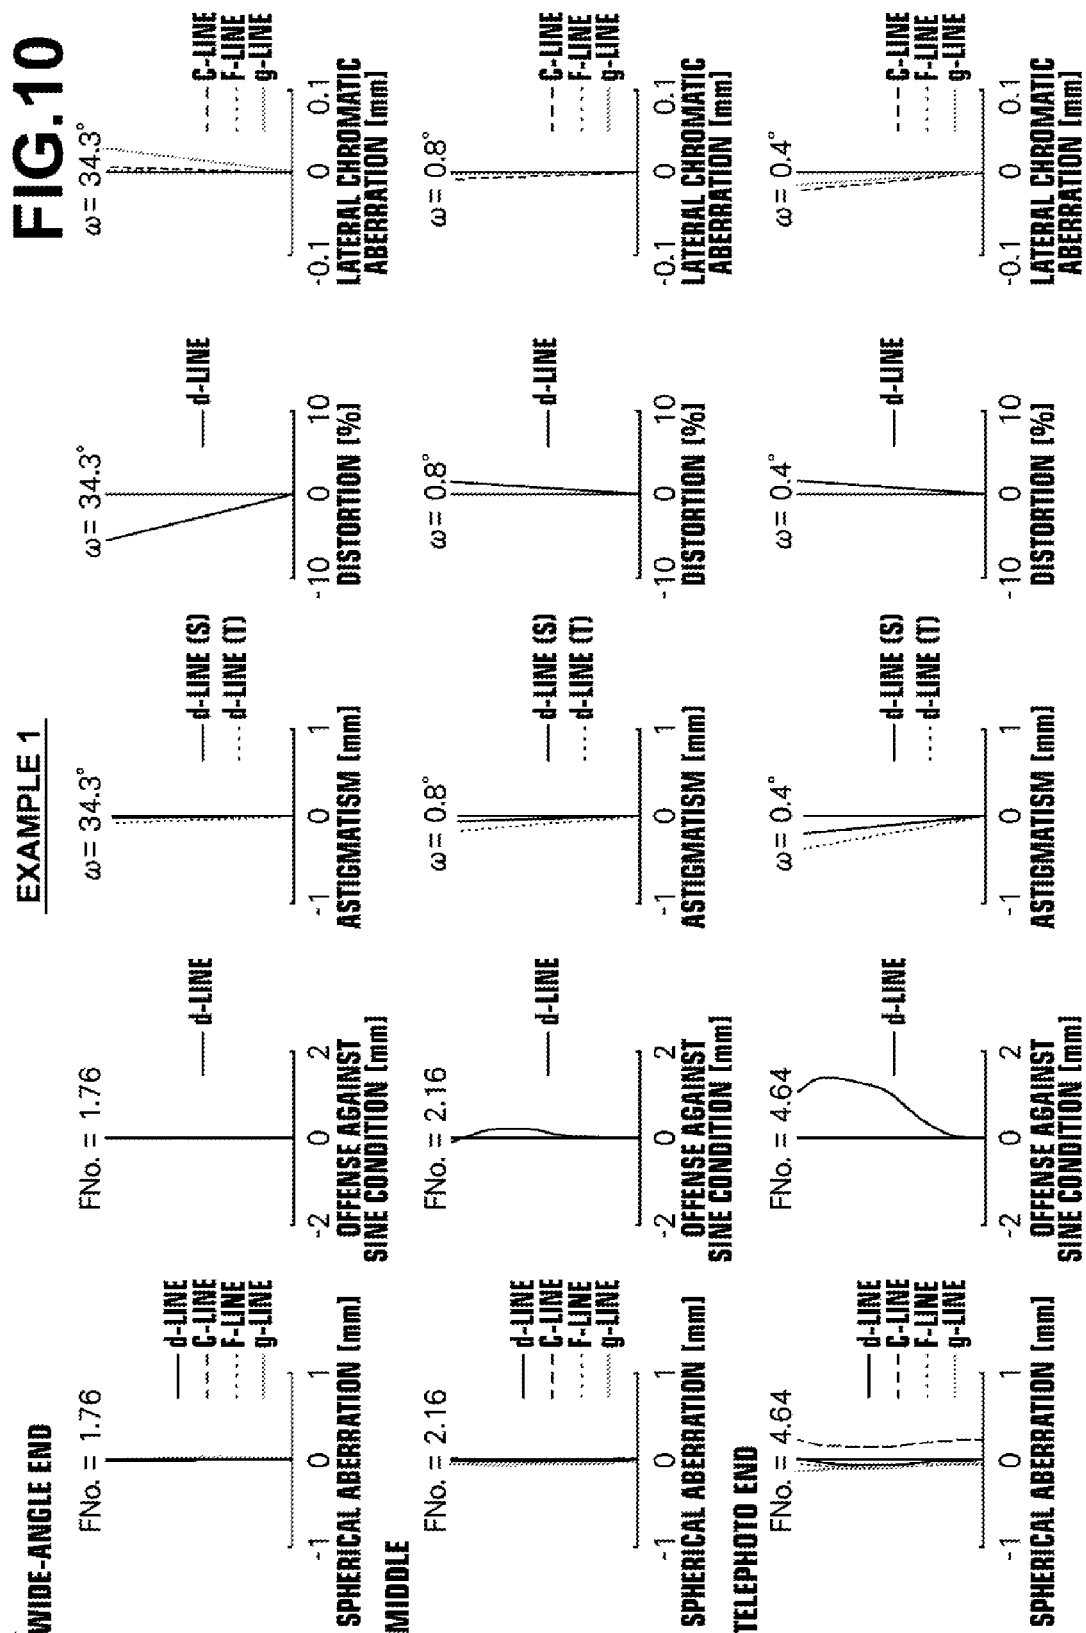 FIG.10
EXAMPLE 1
WIDE-ANGLE END
FNo. = 1.76
d-LINE
C-LINE
F-LINE
g-LINE
-1 0 1
SPHERICAL ABERRATION [mm]
FNo. = 1.76
d-LINE
-2 0 2
OFFENSE AGAINST
SINE CONDITION [mm]
ω = 34.3°
d-LINE (S)
d-LINE (T)
-1 0 1
ASTIGMATISM [mm]
ω = 34.3°
d-LINE
-10 0 10
DISTORTION [%]
ω = 34.3°
C-LINE
F-LINE
g-LINE
-0.1 0 0.1
LATERAL CHROMATIC
ABERRATION [mm]
MIDDLE
FNo. = 2.16
d-LINE
C-LINE
F-LINE
g-LINE
-1 0 1
SPHERICAL ABERRATION [mm]
FNo. = 2.16
d-LINE
-2 0 2
OFFENSE AGAINST
SINE CONDITION [mm]
ω = 0.8°
d-LINE (S)
d-LINE (T)
-1 0 1
ASTIGMATISM [mm]
ω = 0.8°
d-LINE
-10 0 10
DISTORTION [%]
ω = 0.8°
C-LINE
F-LINE
g-LINE
-0.1 0 0.1
LATERAL CHROMATIC
ABERRATION [mm]
TELEPHOTO END
FNo. = 4.64
d-LINE
C-LINE
F-LINE
g-LINE
-1 0 1
SPHERICAL ABERRATION [mm]
FNo. = 4.64
d-LINE
-2 0 2
OFFENSE AGAINST
SINE CONDITION [mm]
ω = 0.4°
d-LINE (S)
d-LINE (T)
-1 0 1
ASTIGMATISM [mm]
ω = 0.4°
d-LINE
-10 0 10
DISTORTION [%]
ω = 0.4°
C-LINE
F-LINE
g-LINE
-0.1 0 0.1
LATERAL CHROMATIC
ABERRATION [mm]